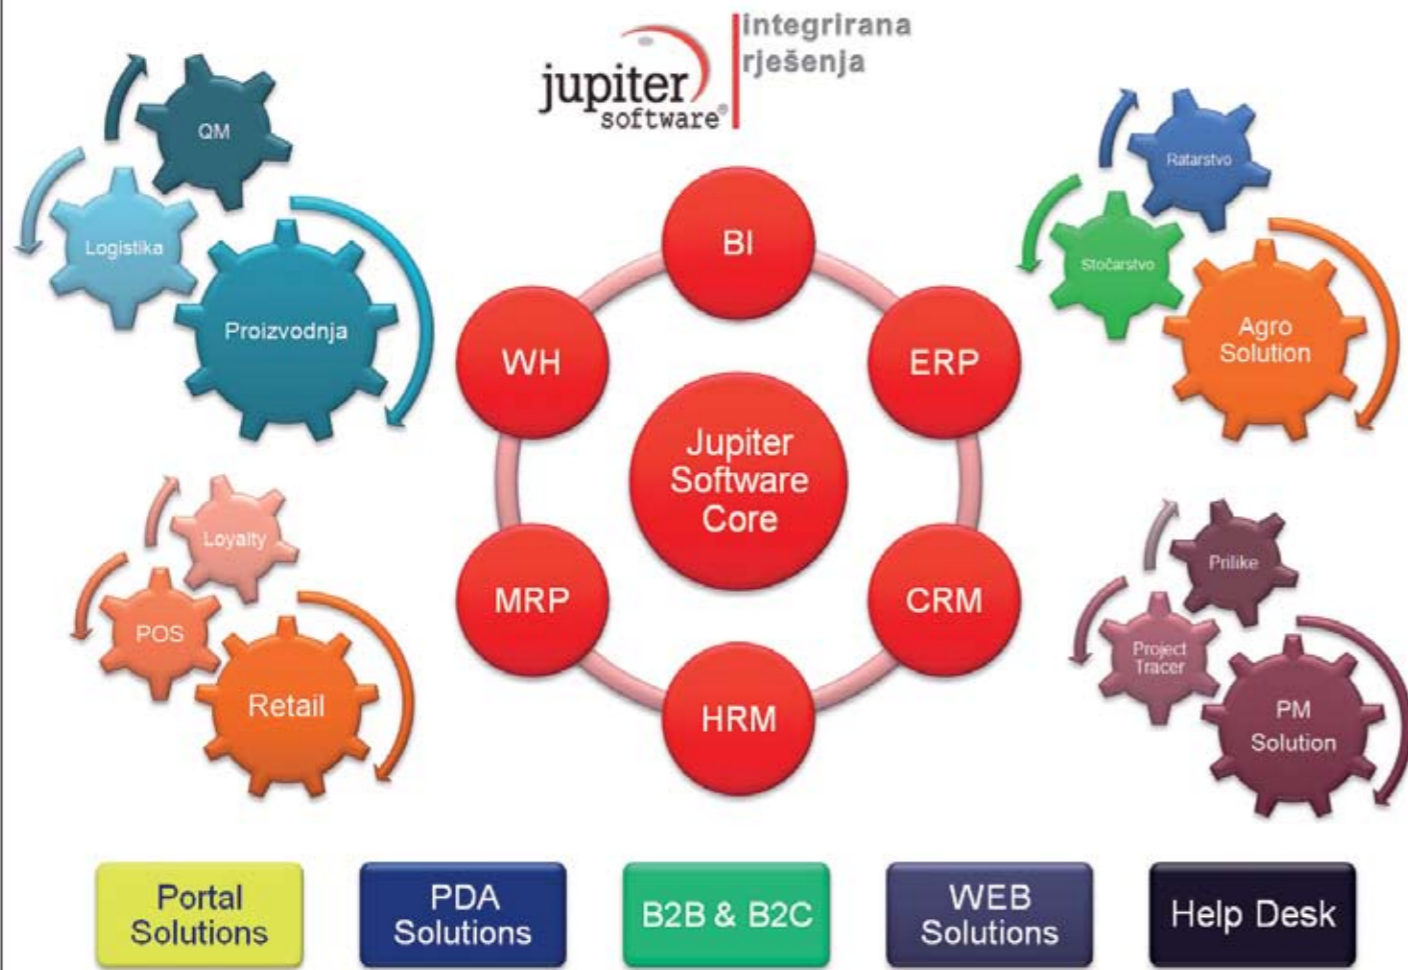 integrirana
rješenja
jupiter
software®
QM
Logistika
Proizvodnja
Ratarstvo
Stočarstvo
Agro
Solution
BI
WH
ERP
Jupiter
Software
Core
MRP
CRM
HRM
Loyalty
POS
Retail
Prilike
Project
Tracer
PM
Solution
Portal
Solutions
PDA
Solutions
B2B & B2C
WEB
Solutions
Help Desk